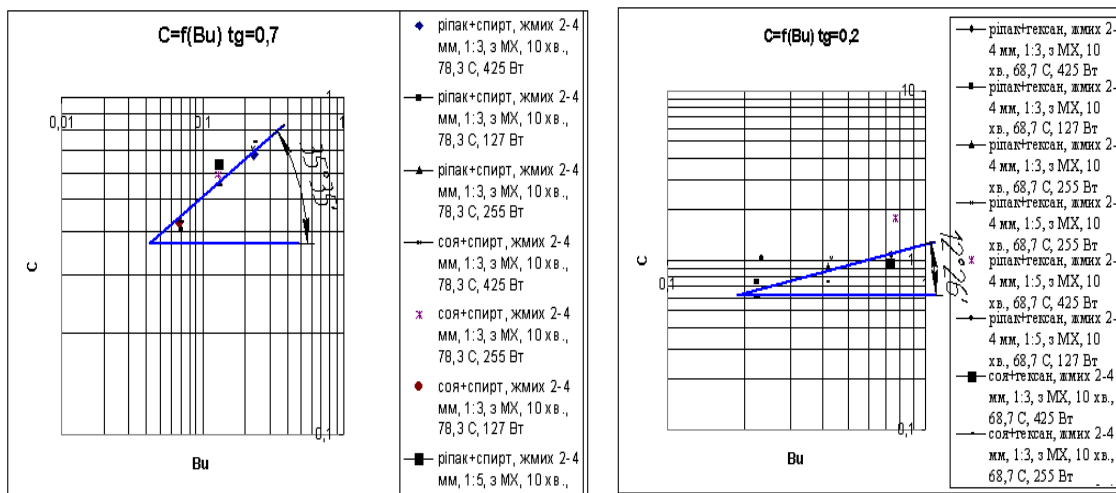 C=f(Bu) tg=0,7
1
0,01
0,1
1
35°35'
0,1
C
Bu
ріпак+спирт, жмих 2-4
мм, 1:3, з МХ, 10 хв.,
78,3 С, 425 Вт
ріпак+спирт, жмих 2-4
мм, 1:3, з МХ, 10 хв.,
78,3 С, 127 Вт
ріпак+спирт, жмих 2-4
мм, 1:3, з МХ, 10 хв.,
78,3 С, 255 Вт
соя+спирт, жмих 2-4
мм, 1:3, з МХ, 10 хв.,
78,3 С, 425 Вт
соя+спирт, жмих 2-4
мм, 1:3, з МХ, 10 хв.,
78,3 С, 255 Вт
соя+спирт, жмих 2-4
мм, 1:3, з МХ, 10 хв.,
78,3 С, 127 Вт
ріпак+спирт, жмих 2-4
мм, 1:5, з МХ, 10 хв.,
C=f(Bu) tg=0,2
10
0,1
1
12°26'
0,1
C
Bu
ріпак+гексан, жмих 2-
4 мм, 1:3, з МХ, 10
хв., 68,7 С, 425 Вт
ріпак+гексан, жмих 2-
4 мм, 1:3, з МХ, 10
хв., 68,7 С, 127 Вт
ріпак+гексан, жмих 2-
4 мм, 1:3, з МХ, 10
хв., 68,7 С, 255 Вт
ріпак+гексан, жмих 2-
4 мм, 1:5, з МХ, 10
хв., 68,7 С, 255 Вт
ріпак+гексан, жмих 2-
4 мм, 1:5, з МХ, 10
хв., 68,7 С, 425 Вт
ріпак+гексан, жмих 2-
4 мм, 1:5, з МХ, 10
хв., 68,7 С, 127 Вт
соя+гексан, жмих 2-4
мм, 1:3, з МХ, 10 хв.,
68,7 С, 425 Вт
соя+гексан, жмих 2-4
мм, 1:3, з МХ, 10 хв.,
68,7 С, 255 Вт